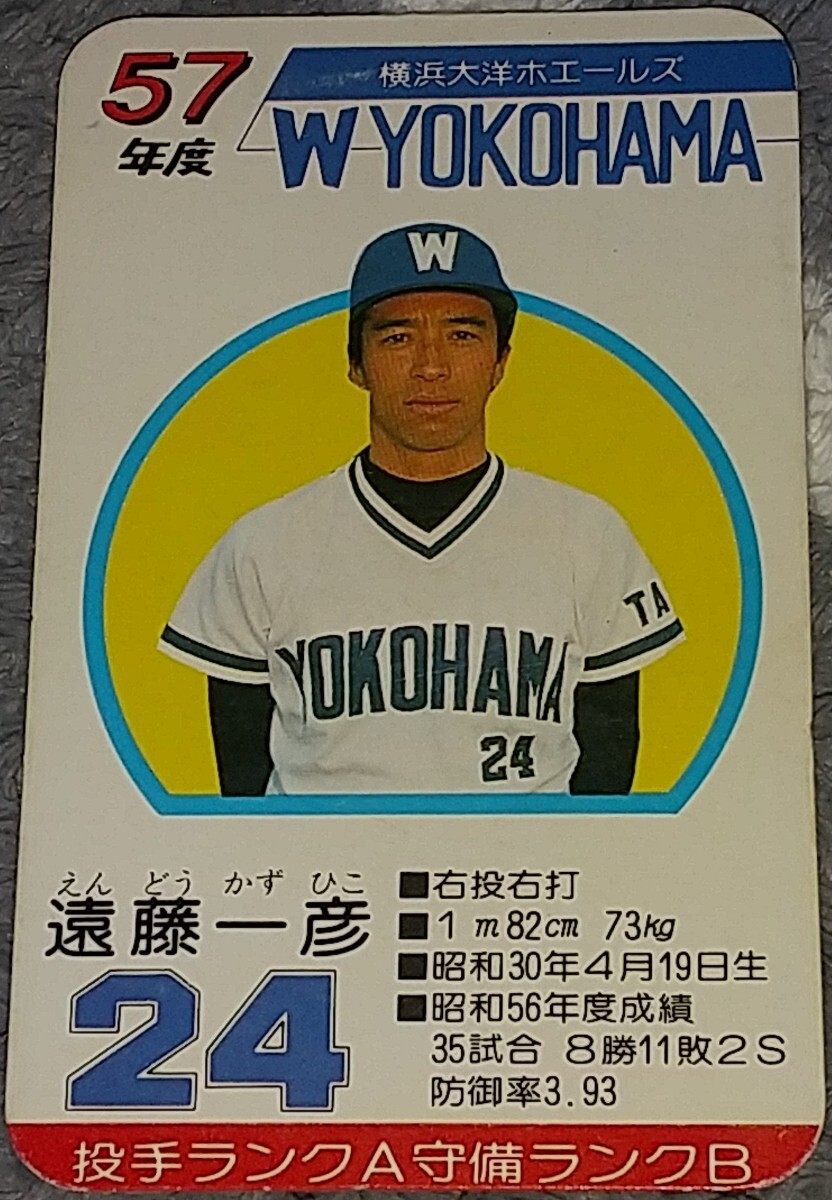 57
年度
横浜大洋ホエールズ
W YOKOHAMA
W
TA
YOKOHAMA
24
えん どう かず ひこ
遠藤一彦
24
■右投右打
■1m82cm 73kg
■昭和30年4月19日生
■昭和56年度成績
35試合 8勝11敗2S
防御率3.93
投手ランクA守備ランクB